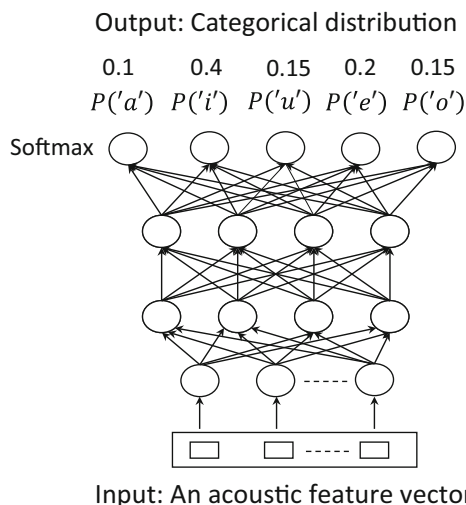 Output: Categorical distribution
0.1 0.4 0.15 0.2 0.15
P('a') P('i') P('u') P('e') P('o')
Softmax
Input: An acoustic feature vector